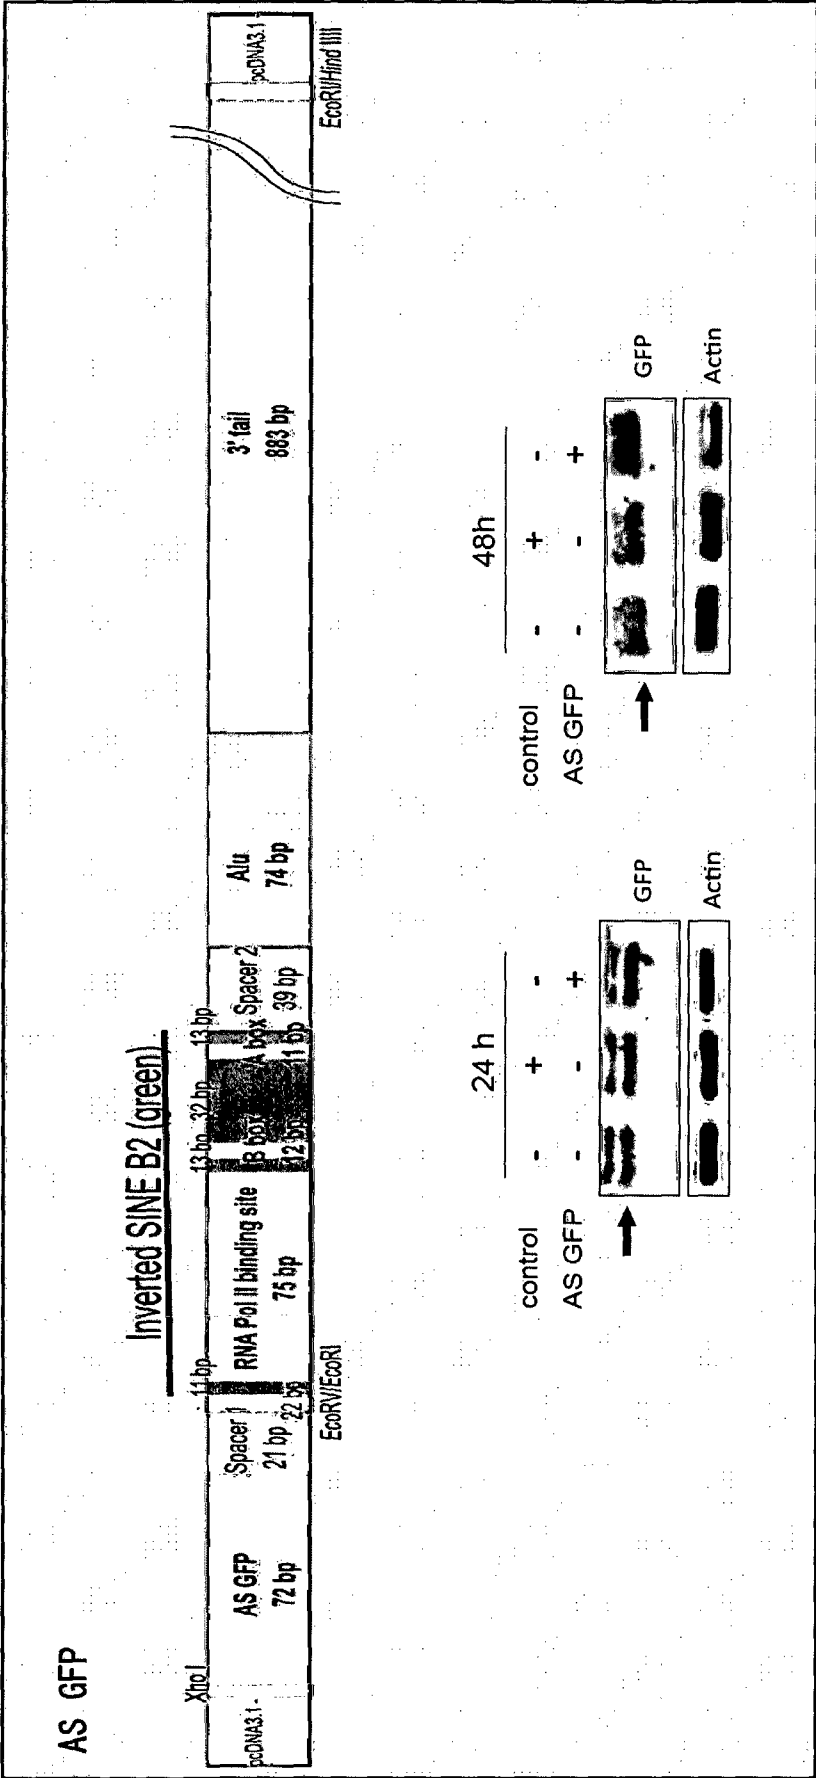 AS GFP
Inverted SINE B2 (green)
Xho I
11 bp
13 bp
32 bp
13 bp
pcDNA3.1-
AS GFP
72 bp
Spacer 1
21 bp
22 bp
RNA Pol II binding site
75 bp
B box
12 bp
A box
11 bp
Spacer 2
39 bp
Alu
74 bp
3' tail
883 bp
pcDNA3.1
EcoRV/EcoRI
EcoRI/Hind IIII
24 h
control - + -
AS GFP - - +
GFP
Actin
48h
control - + -
AS GFP - - +
GFP
Actin